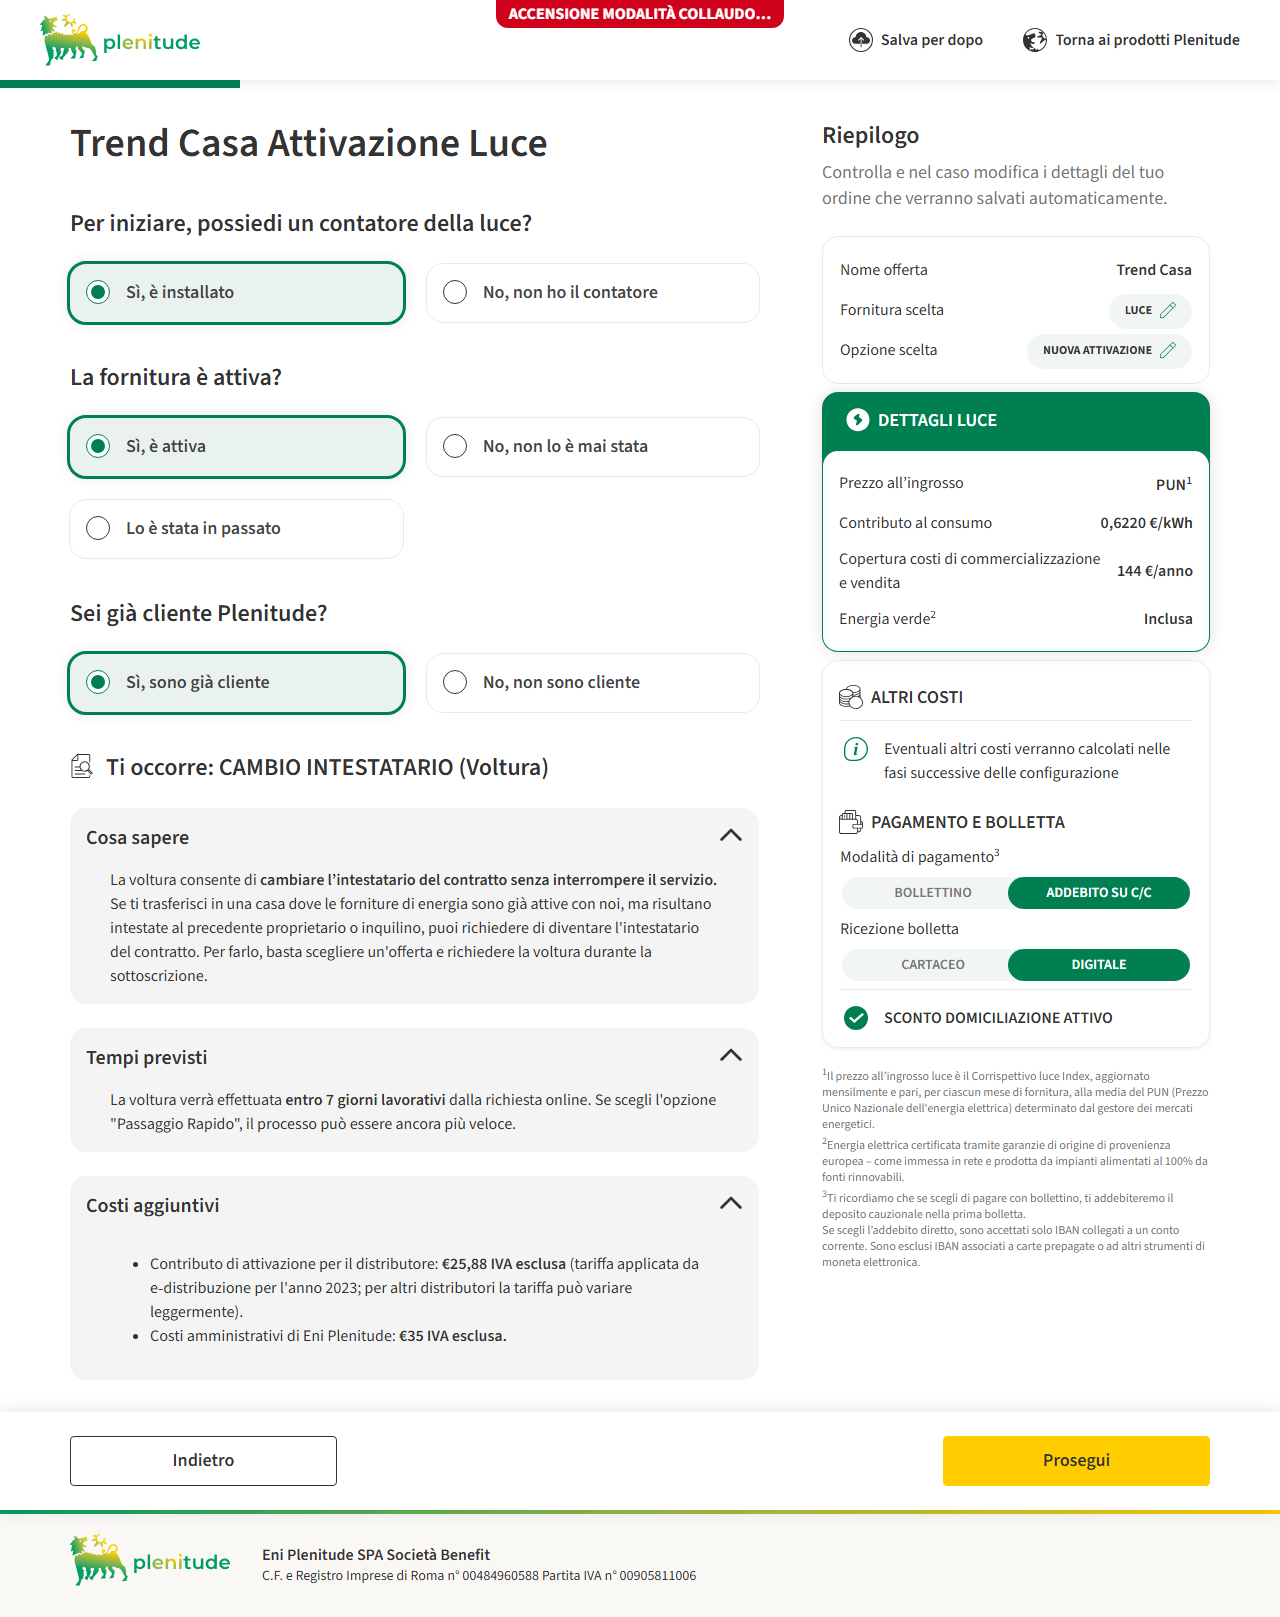 ACCENSIONE MODALITÀ COLLAUDO...
plenitude
Salva per dopo
Torna ai prodotti Plenitude
Trend Casa Attivazione Luce
Per iniziare, possiedi un contatore della luce?
Sì, è installato
No, non ho il contatore
La fornitura è attiva?
Sì, è attiva
No, non lo è mai stata
Lo è stata in passato
Sei già cliente Plenitude?
Sì, sono già cliente
No, non sono cliente
Ti occorre: CAMBIO INTESTATARIO (Voltura)
Cosa sapere
La voltura consente di cambiare l’intestatario del contratto senza interrompere il servizio.
Se ti trasferisci in una casa dove le forniture di energia sono già attive con noi, ma risultano
intestate al precedente proprietario o inquilino, puoi richiedere di diventare l'intestatario
del contratto. Per farlo, basta scegliere un'offerta e richiedere la voltura durante la
sottoscrizione.
Tempi previsti
La voltura verrà effettuata entro 7 giorni lavorativi dalla richiesta online. Se scegli l'opzione
"Passaggio Rapido", il processo può essere ancora più veloce.
Costi aggiuntivi
• Contributo di attivazione per il distributore: €25,88 IVA esclusa (tariffa applicata da
e-distribuzione per l'anno 2023; per altri distributori la tariffa può variare
leggermente).
• Costi amministrativi di Eni Plenitude: €35 IVA esclusa.
Riepilogo
Controlla e nel caso modifica i dettagli del tuo
ordine che verranno salvati automaticamente.
Nome offerta Trend Casa
Fornitura scelta LUCE
Opzione scelta NUOVA ATTIVAZIONE
DETTAGLI LUCE
Prezzo all’ingrosso PUN¹
Contributo al consumo 0,6220 €/kWh
Copertura costi di commercializzazione
e vendita 144 €/anno
Energia verde² Inclusa
ALTRI COSTI
Eventuali altri costi verranno calcolati nelle
fasi successive delle configurazione
PAGAMENTO E BOLLETTA
Modalità di pagamento³
BOLLETTINO ADDEBITO SU C/C
Ricezione bolletta
CARTACEO DIGITALE
SCONTO DOMICILIAZIONE ATTIVO
¹Il prezzo all’ingrosso luce è il Corrispettivo luce Index, aggiornato
mensilmente e pari, per ciascun mese di fornitura, alla media del PUN (Prezzo
Unico Nazionale dell'energia elettrica) determinato dal gestore dei mercati
energetici.
²Energia elettrica certificata tramite garanzie di origine di provenienza
europea – come immessa in rete e prodotta da impianti alimentati al 100% da
fonti rinnovabili.
³Ti ricordiamo che se scegli di pagare con bollettino, ti addebiteremo il
deposito cauzionale nella prima bolletta.
Se scegli l’addebito diretto, sono accettati solo IBAN collegati a un conto
corrente. Sono esclusi IBAN associati a carte prepagate o ad altri strumenti di
moneta elettronica.
Indietro
Prosegui
plenitude
Eni Plenitude SPA Società Benefit
C.F. e Registro Imprese di Roma n° 00484960588 Partita IVA n° 00905811006